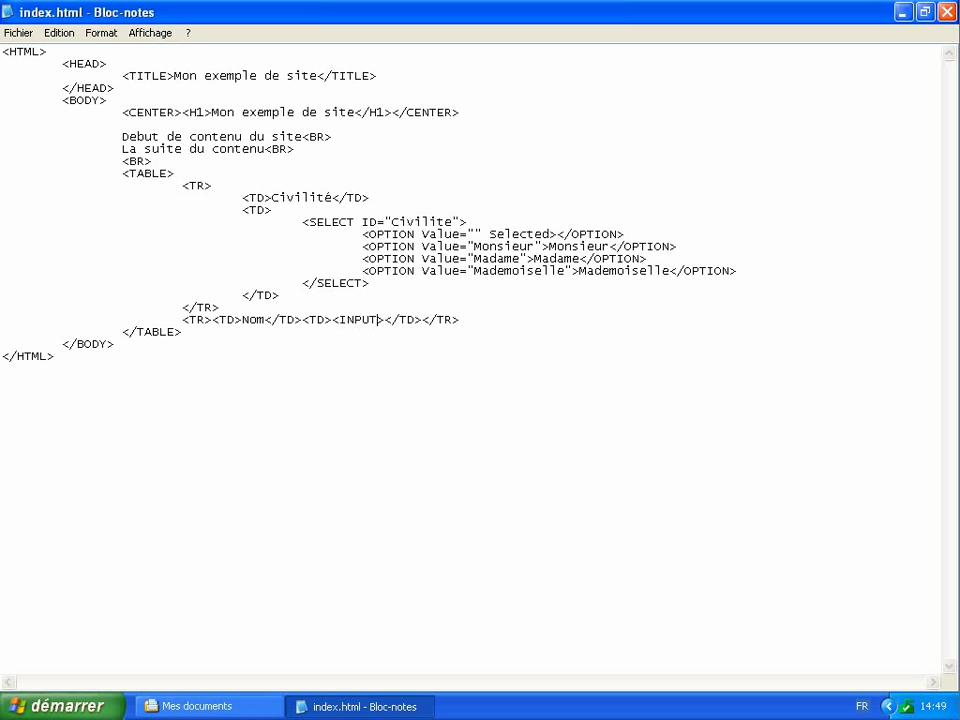 index.html - Bloc-notes
Fichier Edition Format Affichage ?
<HTML>
<HEAD>
<TITLE>Mon exemple de site</TITLE>
</HEAD>
<BODY>
<CENTER><H1>Mon exemple de site</H1></CENTER>
Debut de contenu du site<BR>
La suite du contenu<BR>
<BR>
<TABLE>
<TR>
<TD>Civilité</TD>
<TD>
<SELECT ID="Civilite">
<OPTION Value="" Selected></OPTION>
<OPTION Value="Monsieur">Monsieur</OPTION>
<OPTION Value="Madame">Madame</OPTION>
<OPTION Value="Mademoiselle">Mademoiselle</OPTION>
</SELECT>
</TD>
</TR>
<TR><TD>Nom</TD><TD><INPUT></TD></TR>
</TABLE>
</BODY>
</HTML>
démarrer Mes documents index.html - Bloc-notes FR 14:49